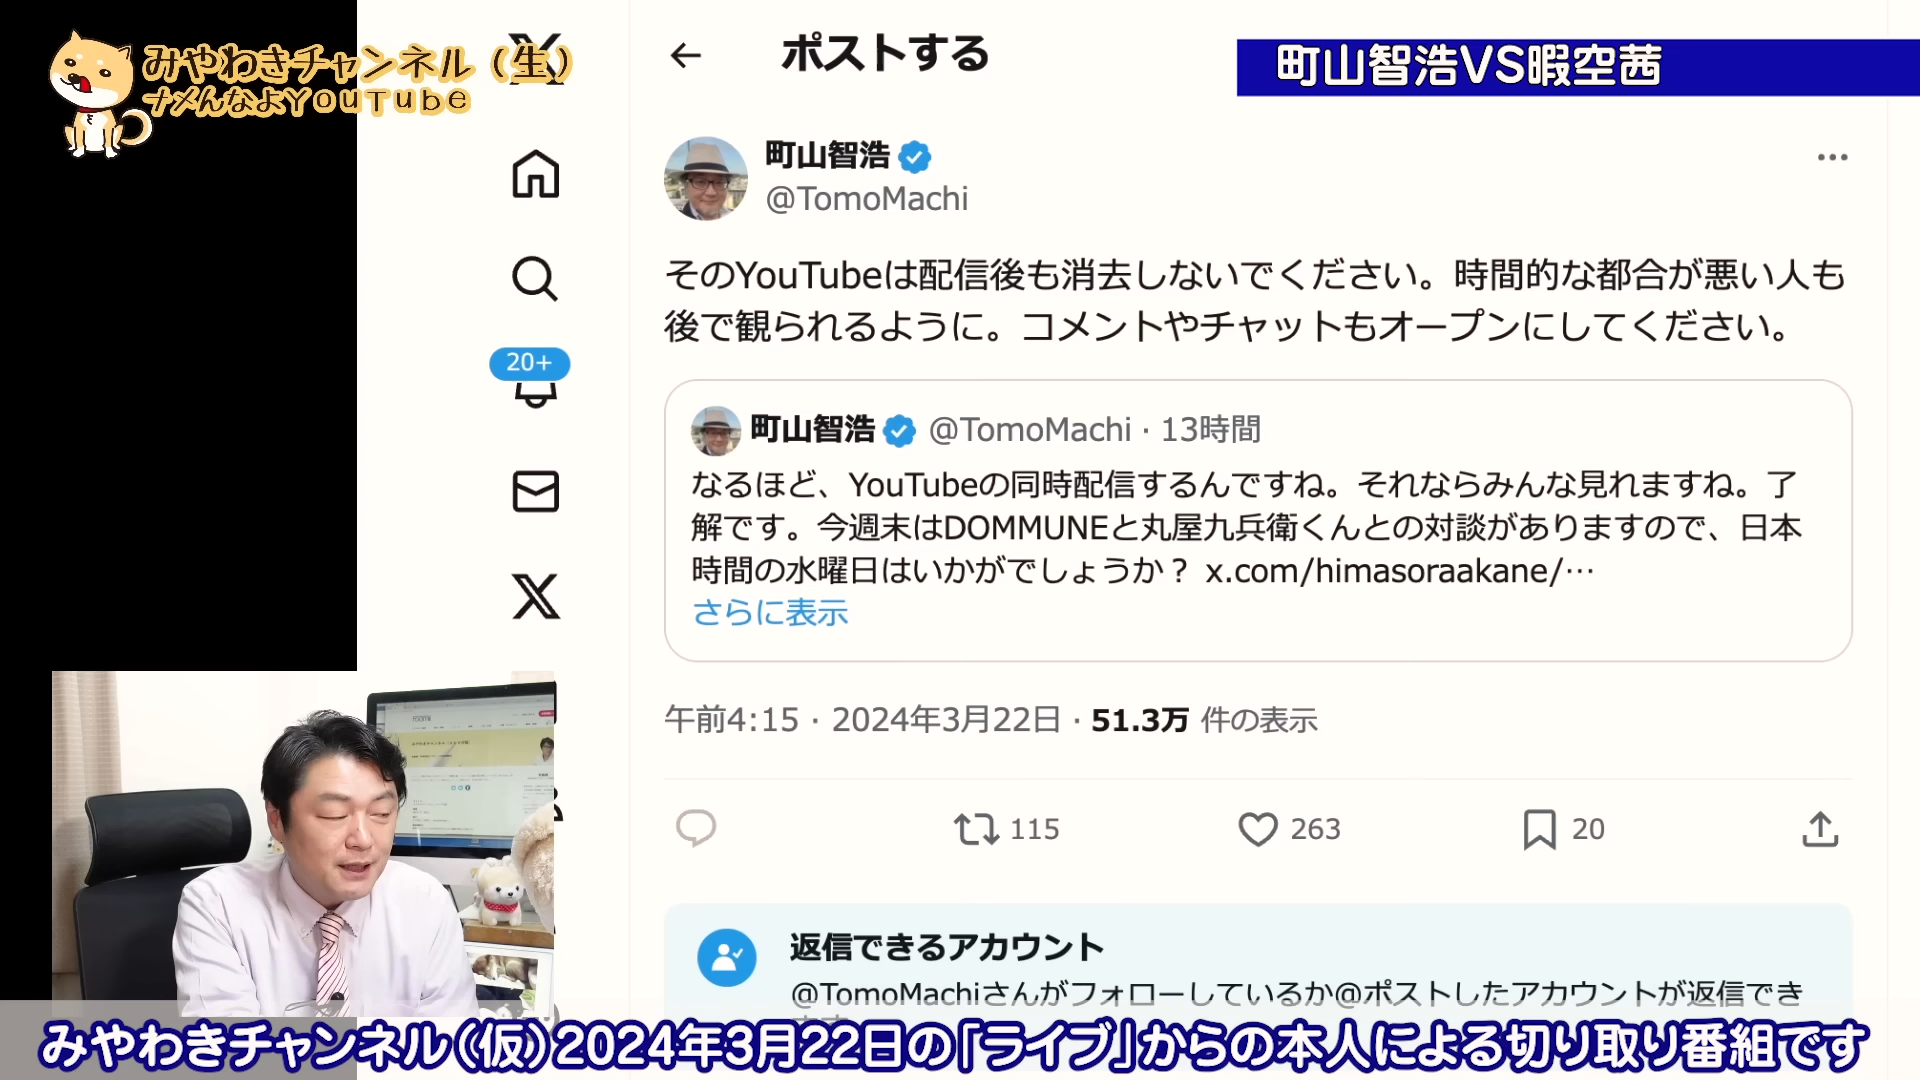 みやわきチャンネル（生）
ナメんなよYouTube
ポストする
町山智浩VS暇空茜
町山智浩
@TomoMachi
そのYouTubeは配信後も消去しないでください。時間的な都合が悪い人も
後で観られるように。コメントやチャットもオープンにしてください。
20+
町山智浩 @TomoMachi · 13時間
なるほど、YouTubeの同時配信するんですね。それならみんな見れますね。了
解です。今週末はDOMMUNEと丸屋九兵衛くんとの対談がありますので、日本
時間の水曜日はいかがでしょうか？ x.com/himasoraakane/…
さらに表示
午前4:15 · 2024年3月22日 · 51.3万 件の表示
115 263 20
返信できるアカウント
@TomoMachiさんがフォローしているか@ポストしたアカウントが返信でき
みやわきチャンネル（仮）2024年3月22日の「ライブ」からの本人による切り取り番組です